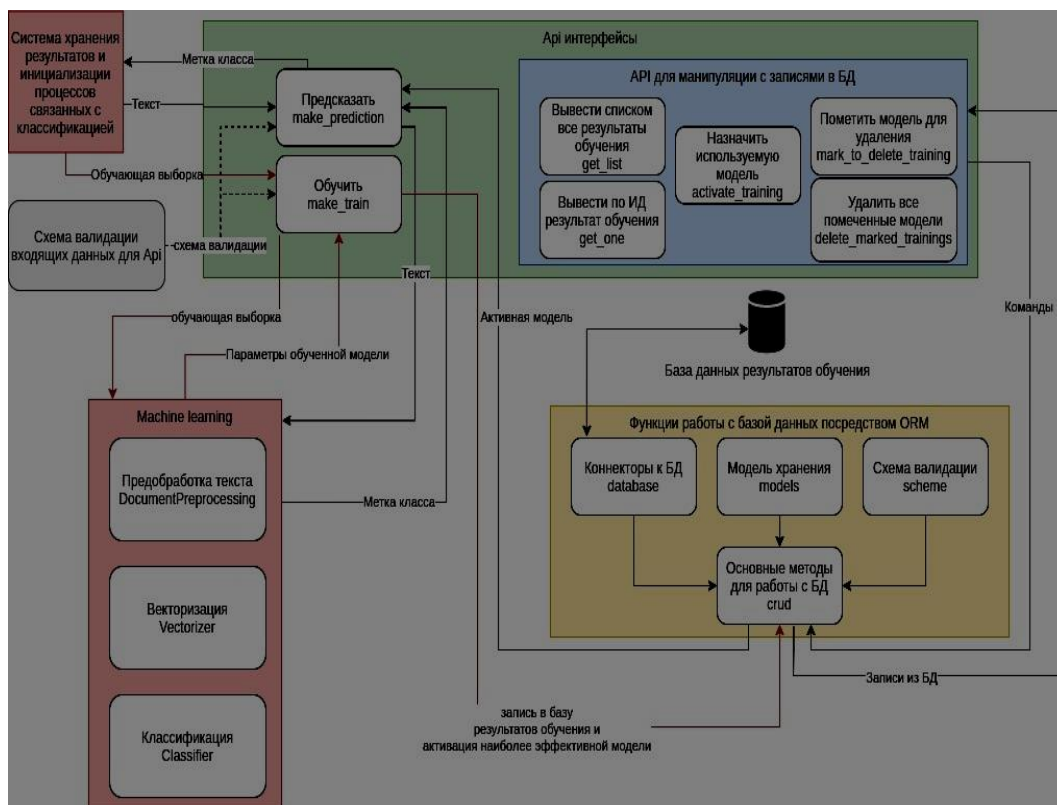 Система хранения
результатов и
инициализации
процессов
связанных с
классификацией
Метка класса
Текст
Обучающая выборка
Схема валидации
входящих данных для Api
схема валидации
Api интерфейсы
Предсказать
make_prediction
Обучить
make_train
API для манипуляции с записями в БД
Вывести списком
все результаты
обучения
get_list
Вывести по ИД
результат обучения
get_one
Назначить
используемую
модель
activate_training
Пометить модель для
удаления
mark_to_delete_training
Удалить все
помеченные модели
delete_marked_trainings
Текст
обучающая выборка
Активная модель
Команды
Параметры обученной модели
База данных результатов обучения
Machine learning
Предобработка текста
DocumentPreprocessing
Векторизация
Vectorizer
Классификация
Classifier
Метка класса
Функции работы с базой данных посредством ORM
Коннекторы к БД
database
Модель хранения
models
Схема валидации
scheme
Основные методы
для работы с БД
crud
Записи из БД
запись в базу
результатов обучения и
активация наиболее эффективной модели